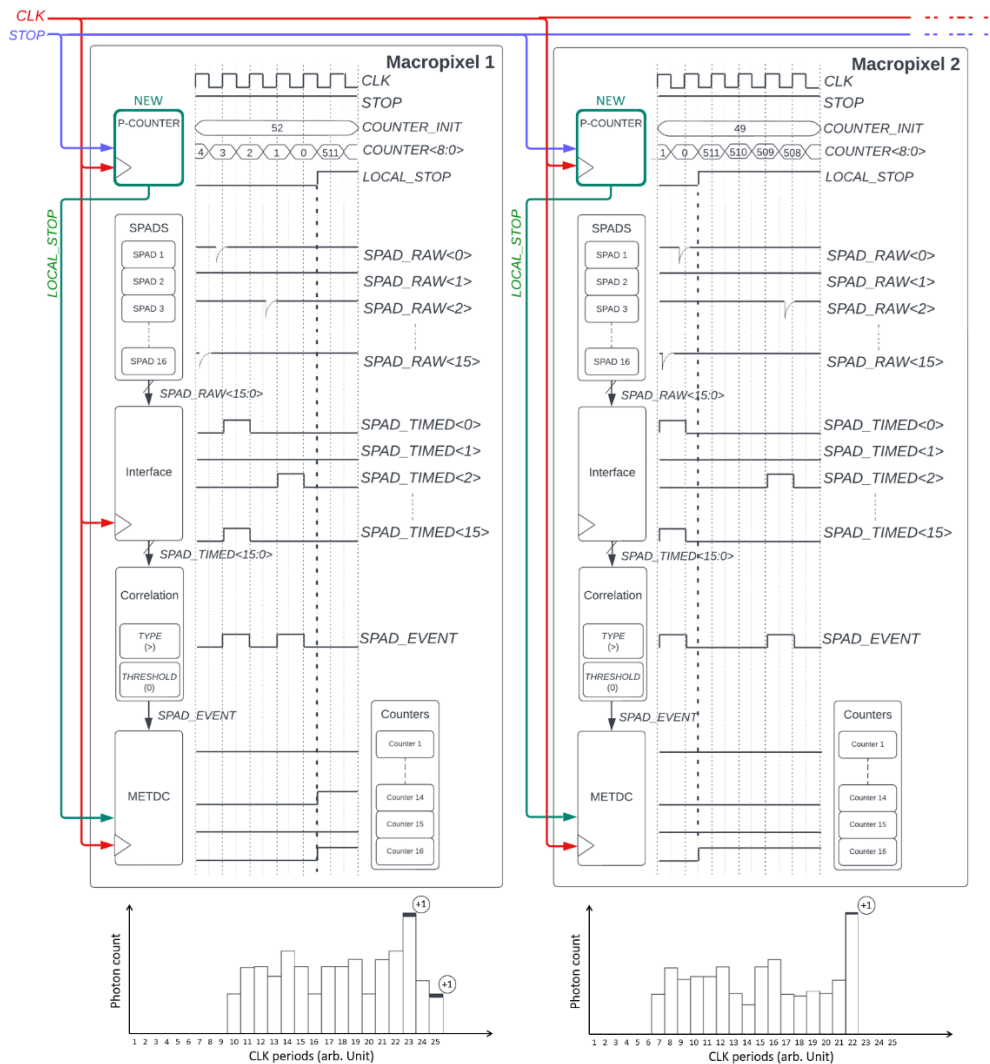 CLK
STOP
Macropixel 1
NEW
P-COUNTER
CLK
STOP
52
COUNTER_INIT
4 3 2 1 0 511
COUNTER<8:0>
LOCAL_STOP
LOCAL_STOP
SPADS
SPAD 1
SPAD 2
SPAD 3
SPAD 16
SPAD_RAW<0>
SPAD_RAW<1>
SPAD_RAW<2>
SPAD_RAW<15>
SPAD_RAW<15:0>
Interface
SPAD_TIMED<0>
SPAD_TIMED<1>
SPAD_TIMED<2>
SPAD_TIMED<15>
SPAD_TIMED<15:0>
Correlation
TYPE
(>)
THRESHOLD
(0)
SPAD_EVENT
SPAD_EVENT
METDC
Counters
Counter 1
Counter 14
Counter 15
Counter 16
Macropixel 2
NEW
P-COUNTER
CLK
STOP
49
COUNTER_INIT
1 0 511 510 509 508
COUNTER<8:0>
LOCAL_STOP
LOCAL_STOP
SPADS
SPAD 1
SPAD 2
SPAD 3
SPAD 16
SPAD_RAW<0>
SPAD_RAW<1>
SPAD_RAW<2>
SPAD_RAW<15>
SPAD_RAW<15:0>
Interface
SPAD_TIMED<0>
SPAD_TIMED<1>
SPAD_TIMED<2>
SPAD_TIMED<15>
SPAD_TIMED<15:0>
Correlation
TYPE
(>)
THRESHOLD
(0)
SPAD_EVENT
SPAD_EVENT
METDC
Counters
Counter 1
Counter 14
Counter 15
Counter 16
Photon count
+1
+1
1 2 3 4 5 6 7 8 9 10 11 12 13 14 15 16 17 18 19 20 21 22 23 24 25
CLK periods (arb. Unit)
Photon count
+1
1 2 3 4 5 6 7 8 9 10 11 12 13 14 15 16 17 18 19 20 21 22 23 24 25
CLK periods (arb. Unit)